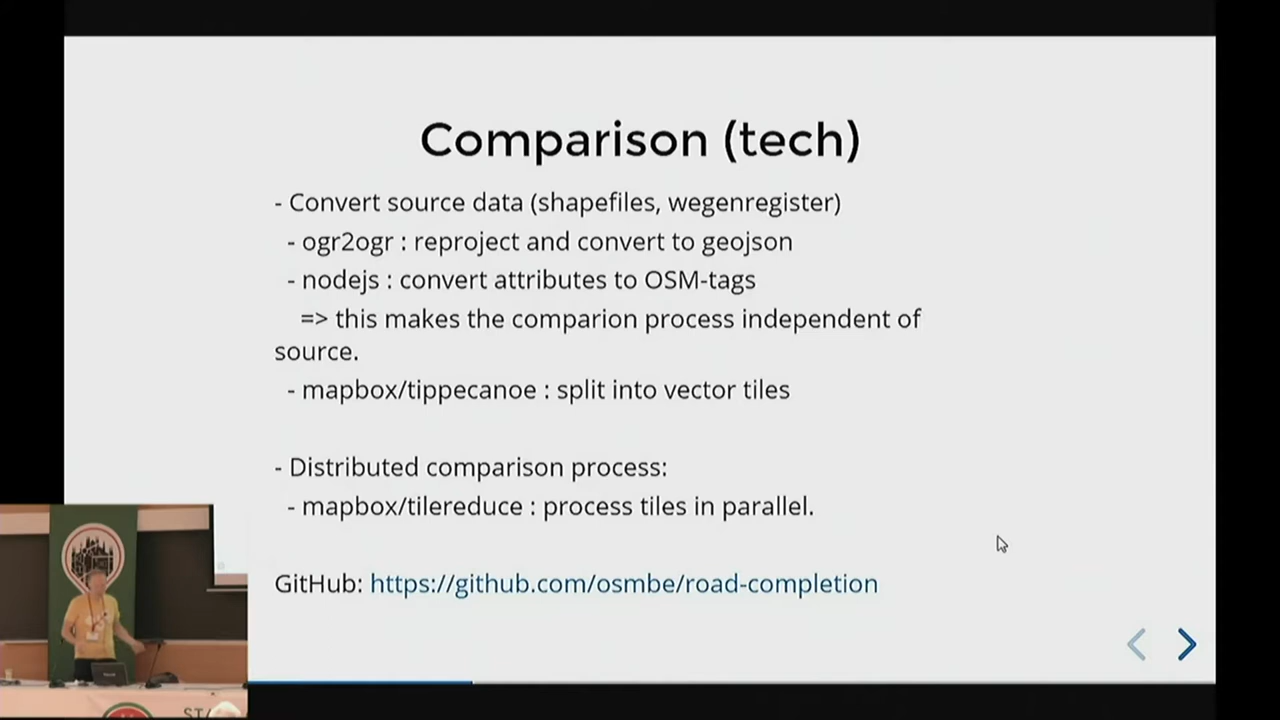 Comparison (tech)
- Convert source data (shapefiles, wegenregister)
- ogr2ogr : reproject and convert to geojson
- nodejs : convert attributes to OSM-tags
=> this makes the comparion process independent of
source.
- mapbox/tippecanoe : split into vector tiles
- Distributed comparison process:
- mapbox/tilereduce : process tiles in parallel.
GitHub: https://github.com/osmbe/road-completion